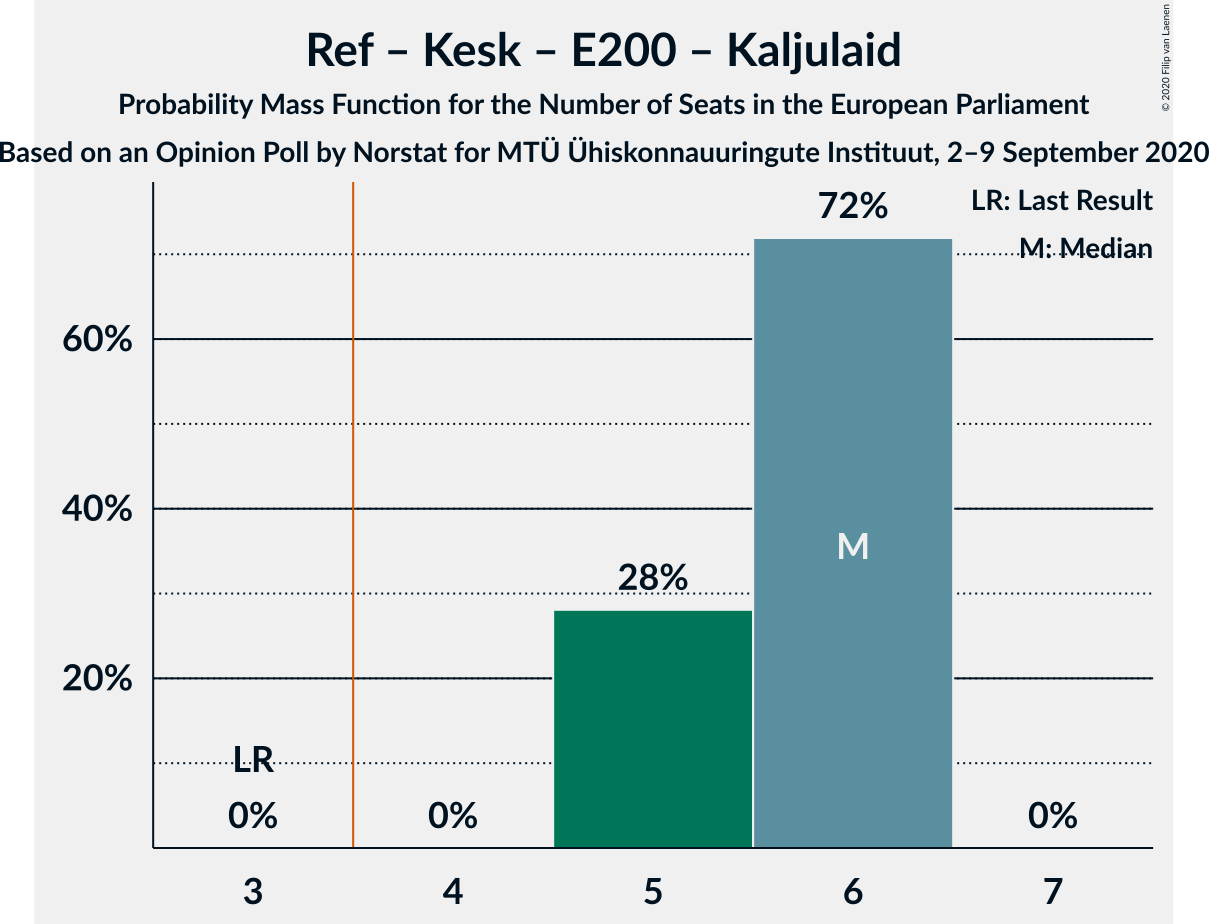 Ref – Kesk – E200 – Kaljulaid
Probability Mass Function for the Number of Seats in the European Parliament
Based on an Opinion Poll by Norstat for MTÜ Ühiskonnauuringute Instituut, 2–9 September 2020
© 2020 Filip van Laenen
LR: Last Result
M: Median
72%
60%
40%
20%
28%
M
LR
0%
0%
0%
3
4
5
6
7